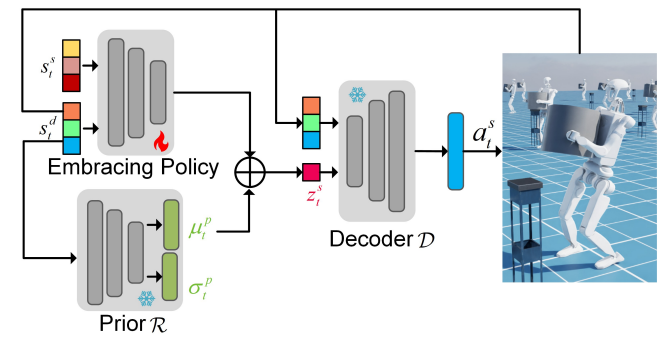 s_t^s
s_t^d
Embracing Policy
μ_t^p
σ_t^p
Prior ℛ
z_t^s
Decoder 𝒟
a_t^s